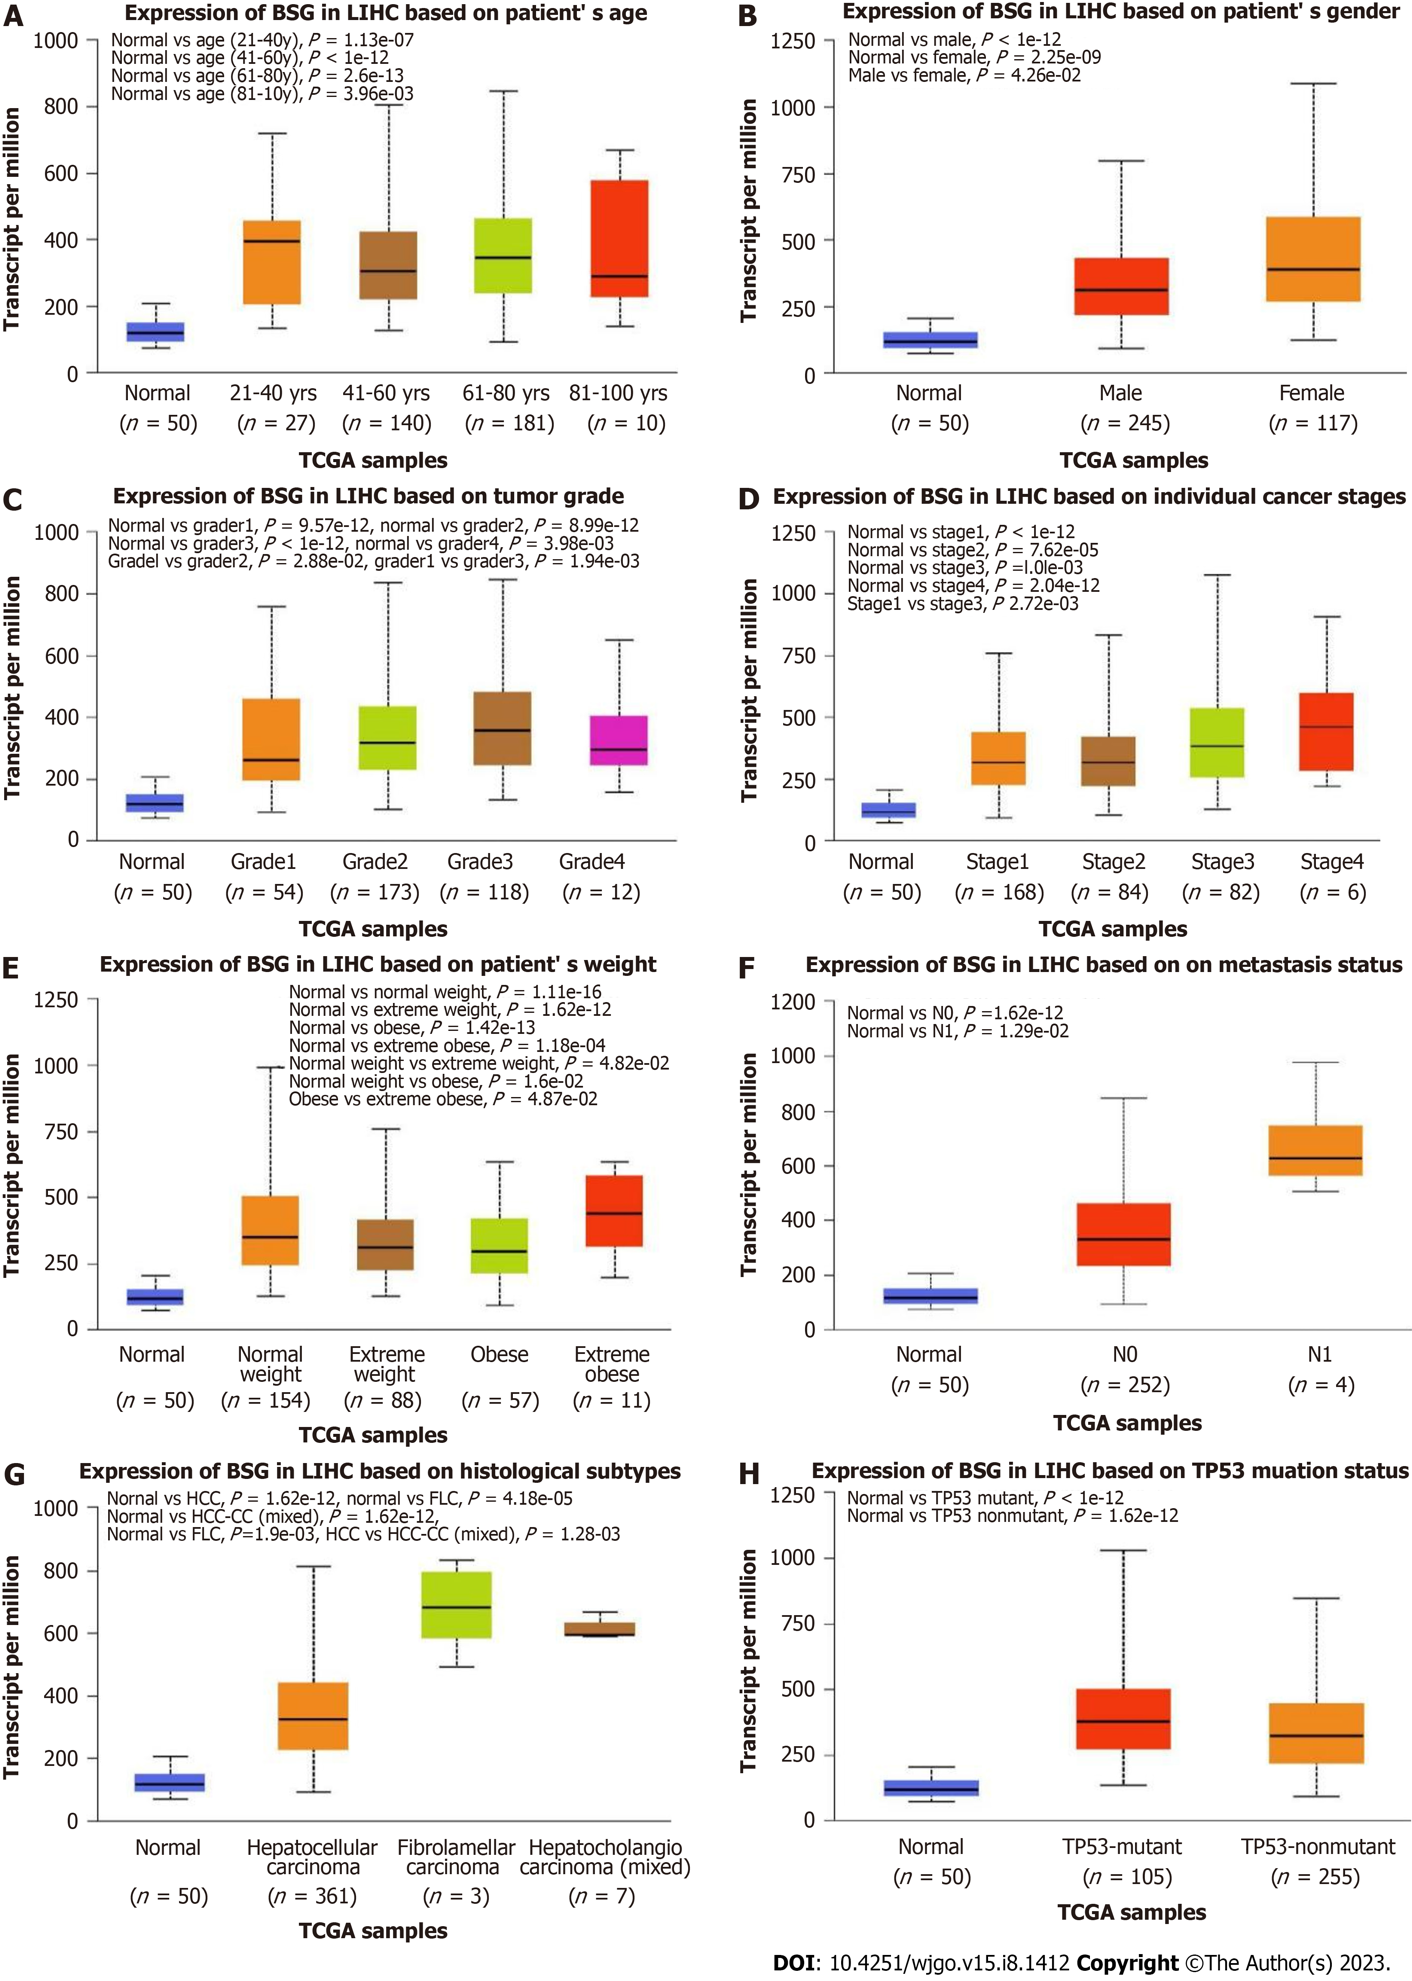 A
Expression of BSG in LIHC based on patient' s age
Normal vs age (21-40y), P = 1.13e-07
Normal vs age (41-60y), P < 1e-12
Normal vs age (61-80y), P = 2.6e-13
Normal vs age (81-10y), P = 3.96e-03
Transcript per million
1000
800
600
400
200
0
Normal 21-40 yrs 41-60 yrs 61-80 yrs 81-100 yrs
(n = 50) (n = 27) (n = 140) (n = 181) (n = 10)
TCGA samples
B
Expression of BSG in LIHC based on patient' s gender
Normal vs male, P < 1e-12
Normal vs female, P = 2.25e-09
Male vs female, P = 4.26e-02
Transcript per million
1250
1000
750
500
250
0
Normal Male Female
(n = 50) (n = 245) (n = 117)
TCGA samples
C
Expression of BSG in LIHC based on tumor grade
Normal vs grader1, P = 9.57e-12, normal vs grader2, P = 8.99e-12
Normal vs grader3, P < 1e-12, normal vs grader4, P = 3.98e-03
Gradel vs grader2, P = 2.88e-02, grader1 vs grader3, P = 1.94e-03
Transcript per million
1000
800
600
400
200
0
Normal Grade1 Grade2 Grade3 Grade4
(n = 50) (n = 54) (n = 173) (n = 118) (n = 12)
TCGA samples
D
Expression of BSG in LIHC based on individual cancer stages
Normal vs stage1, P < 1e-12
Normal vs stage2, P = 7.62e-05
Normal vs stage3, P =l.0le-03
Normal vs stage4, P = 2.04e-12
Stage1 vs stage3, P 2.72e-03
Transcript per million
1250
1000
750
500
250
0
Normal Stage1 Stage2 Stage3 Stage4
(n = 50) (n = 168) (n = 84) (n = 82) (n = 6)
TCGA samples
E
Expression of BSG in LIHC based on patient' s weight
Normal vs normal weight, P = 1.11e-16
Normal vs extreme weight, P = 1.62e-12
Normal vs obese, P = 1.42e-13
Normal vs extreme obese, P = 1.18e-04
Normal weight vs extreme weight, P = 4.82e-02
Normal weight vs obese, P = 1.6e-02
Obese vs extreme obese, P = 4.87e-02
Transcript per million
1250
1000
750
500
250
0
Normal Normal Extreme Obese Extreme
weight weight obese
(n = 50) (n = 154) (n = 88) (n = 57) (n = 11)
TCGA samples
F
Expression of BSG in LIHC based on on metastasis status
Normal vs N0, P =1.62e-12
Normal vs N1, P = 1.29e-02
Transcript per million
1200
1000
800
600
400
200
0
Normal N0 N1
(n = 50) (n = 252) (n = 4)
TCGA samples
G
Expression of BSG in LIHC based on histological subtypes
Nornal vs HCC, P = 1.62e-12, normal vs FLC, P = 4.18e-05
Normal vs HCC-CC (mixed), P = 1.62e-12,
Normal vs FLC, P=1.9e-03, HCC vs HCC-CC (mixed), P = 1.28-03
Transcript per million
1000
800
600
400
200
0
Normal Hepatocellular Fibrolamellar Hepatocholangio
carcinoma carcinoma carcinoma (mixed)
(n = 50) (n = 361) (n = 3) (n = 7)
TCGA samples
H
Expression of BSG in LIHC based on TP53 muation status
Normal vs TP53 mutant, P < 1e-12
Normal vs TP53 nonmutant, P = 1.62e-12
Transcript per million
1250
1000
750
500
250
0
Normal TP53-mutant TP53-nonmutant
(n = 50) (n = 105) (n = 255)
TCGA samples
DOI: 10.4251/wjgo.v15.i8.1412 Copyright ©The Author(s) 2023.